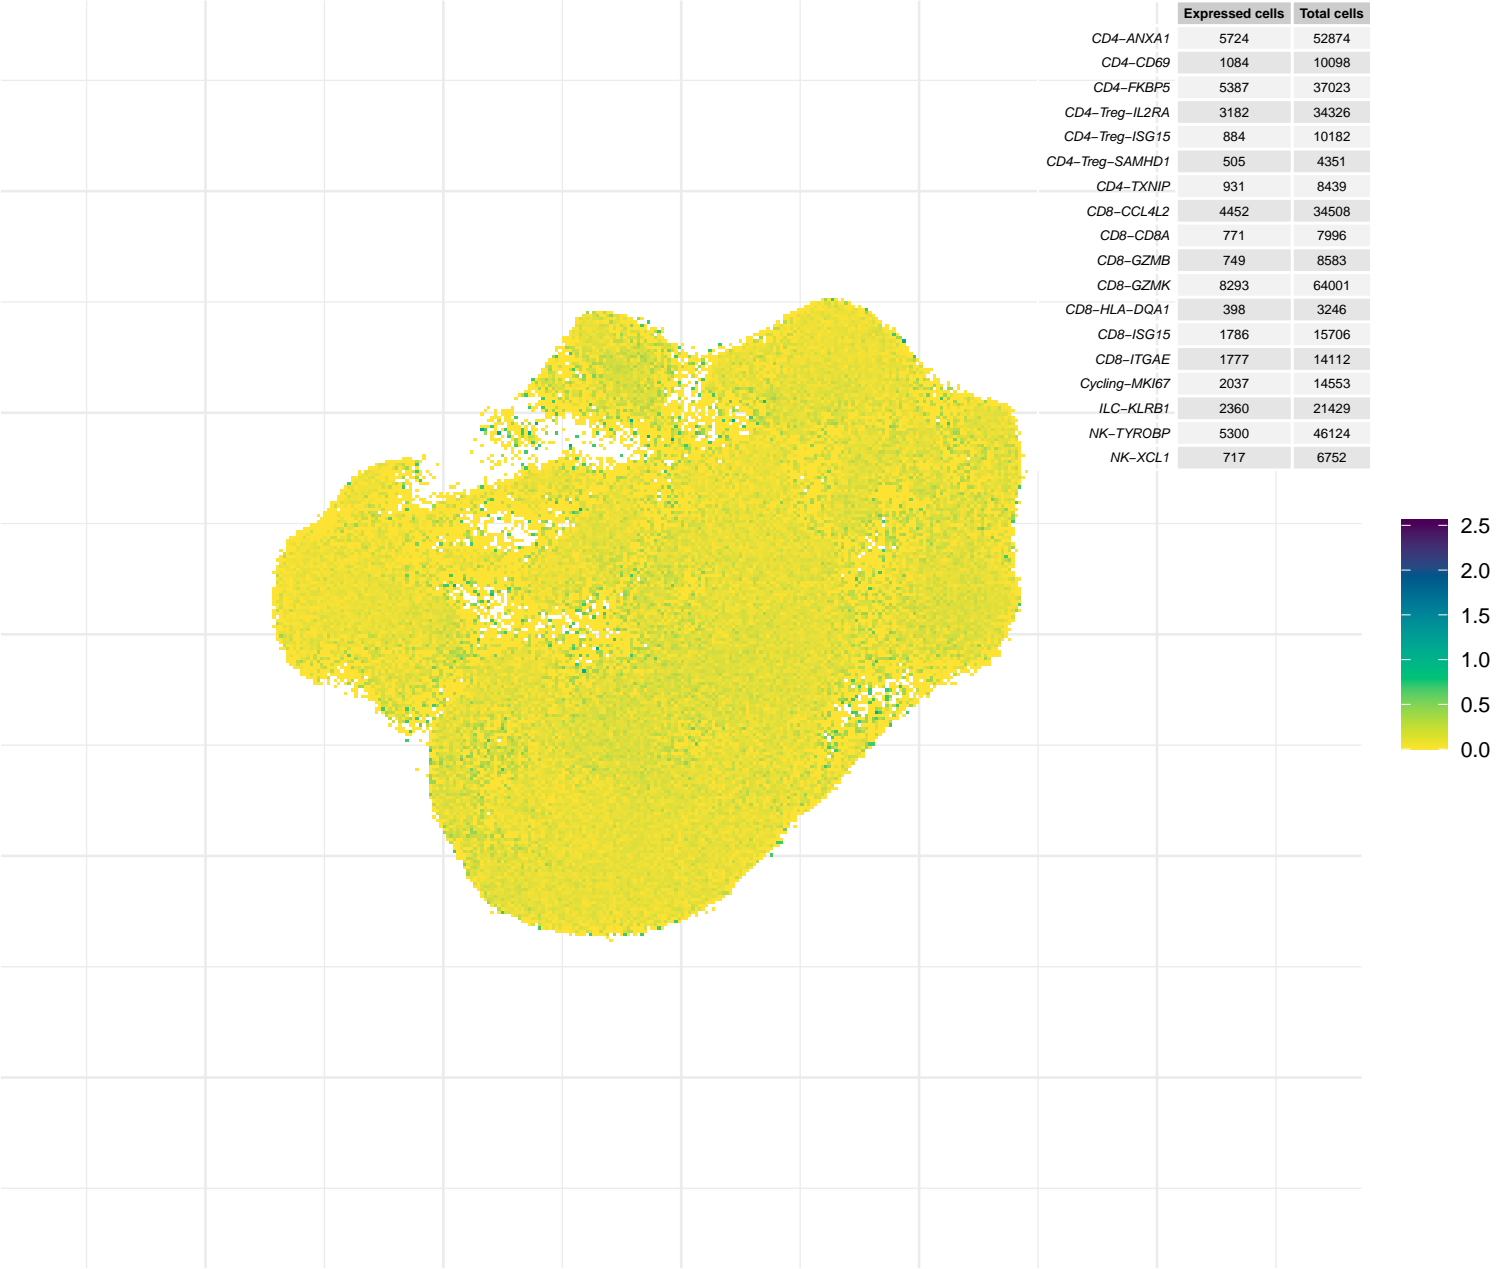 Expressed cells Total cells
CD4−ANXA1 5724 52874
CD4−CD69 1084 10098
CD4−FKBP5 5387 37023
CD4−Treg−IL2RA 3182 34326
CD4−Treg−ISG15 884 10182
CD4−Treg−SAMHD1 505 4351
CD4−TXNIP 931 8439
CD8−CCL4L2 4452 34508
CD8−CD8A 771 7996
CD8−GZMB 749 8583
CD8−GZMK 8293 64001
CD8−HLA−DQA1 398 3246
CD8−ISG15 1786 15706
CD8−ITGAE 1777 14112
Cycling−MKI67 2037 14553
ILC−KLRB1 2360 21429
NK−TYROBP 5300 46124
NK−XCL1 717 6752
2.5
2.0
1.5
1.0
0.5
0.0